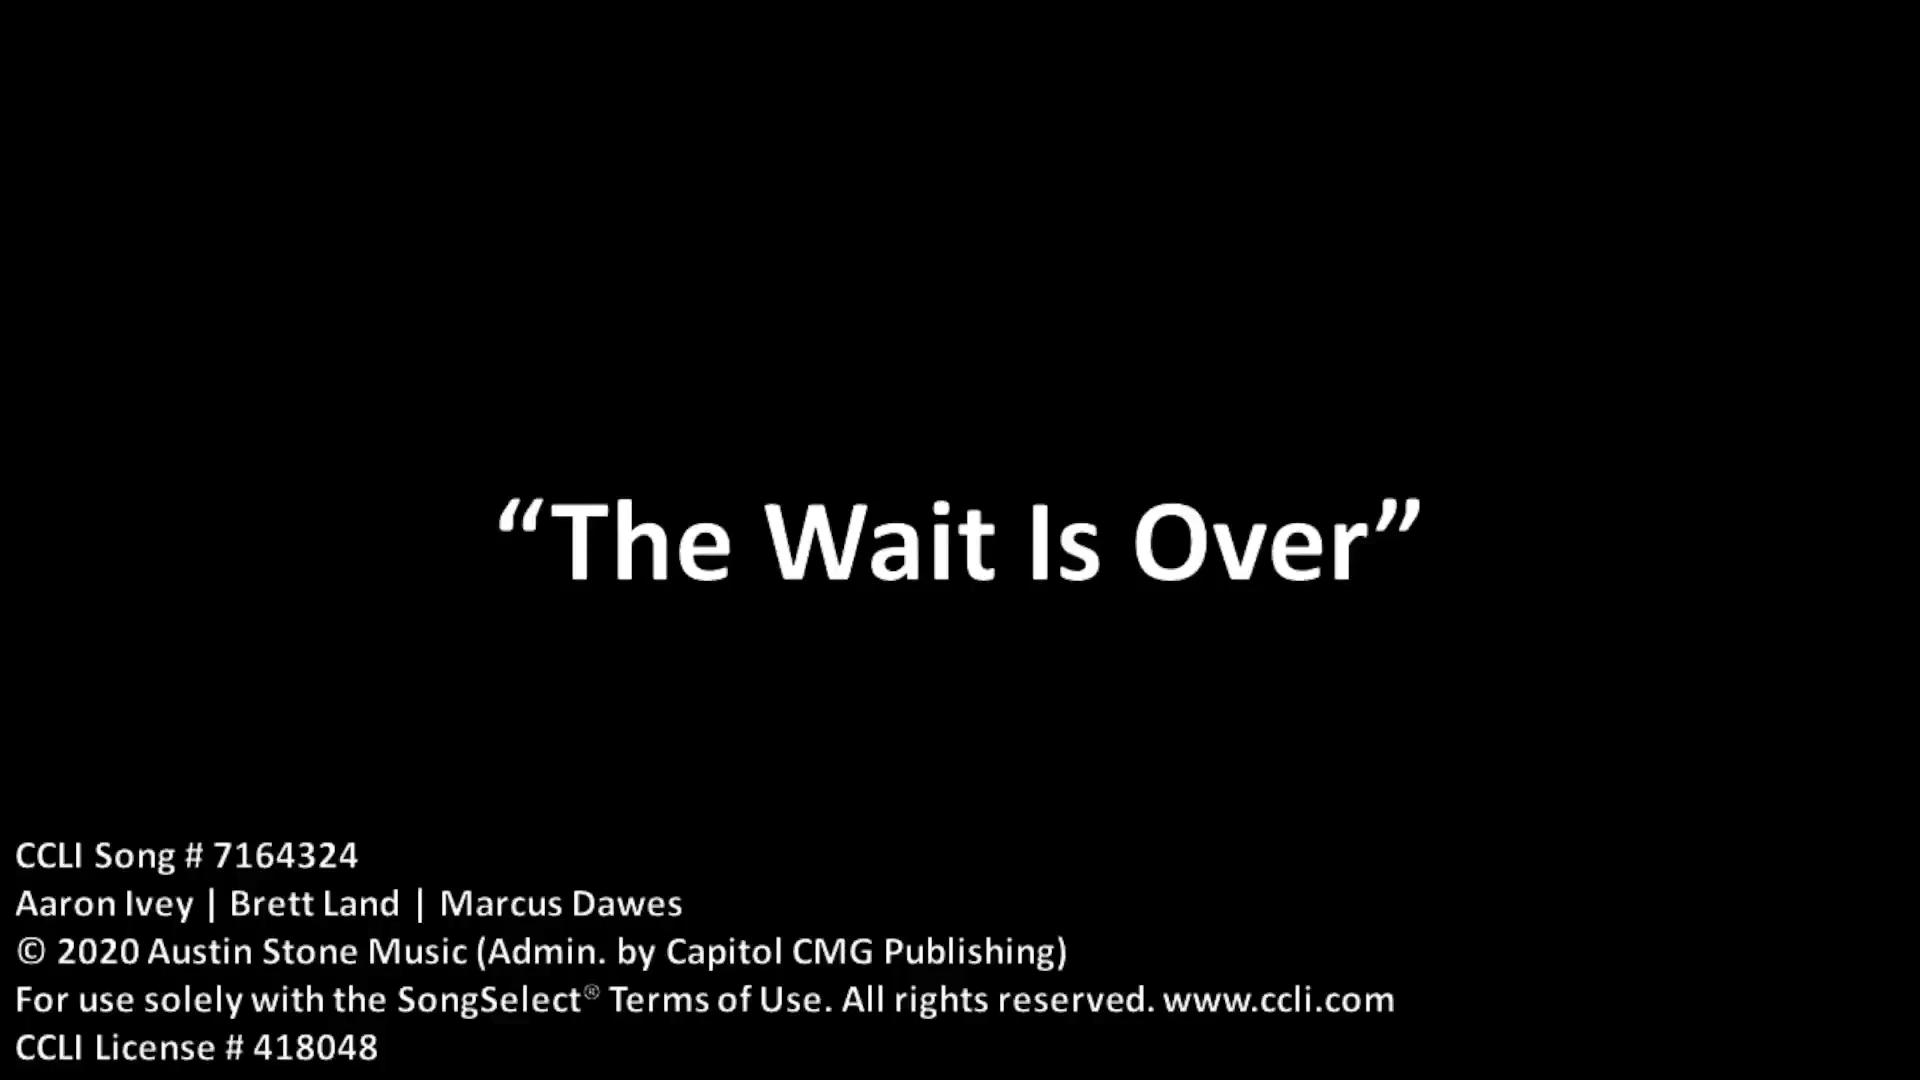 “The Wait Is Over”
CCLI Song # 7164324
Aaron Ivey | Brett Land | Marcus Dawes
© 2020 Austin Stone Music (Admin. by Capitol CMG Publishing)
For use solely with the SongSelect® Terms of Use. All rights reserved. www.ccli.com
CCLI License # 418048